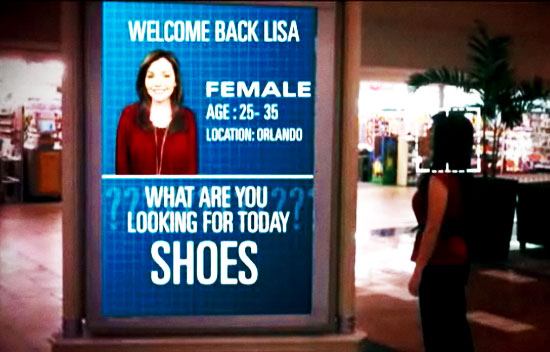 WELCOME BACK LISA
FEMALE
AGE : 25- 35
LOCATION: ORLANDO
?? WHAT ARE YOU ???
LOOKING FOR TODAY
SHOES